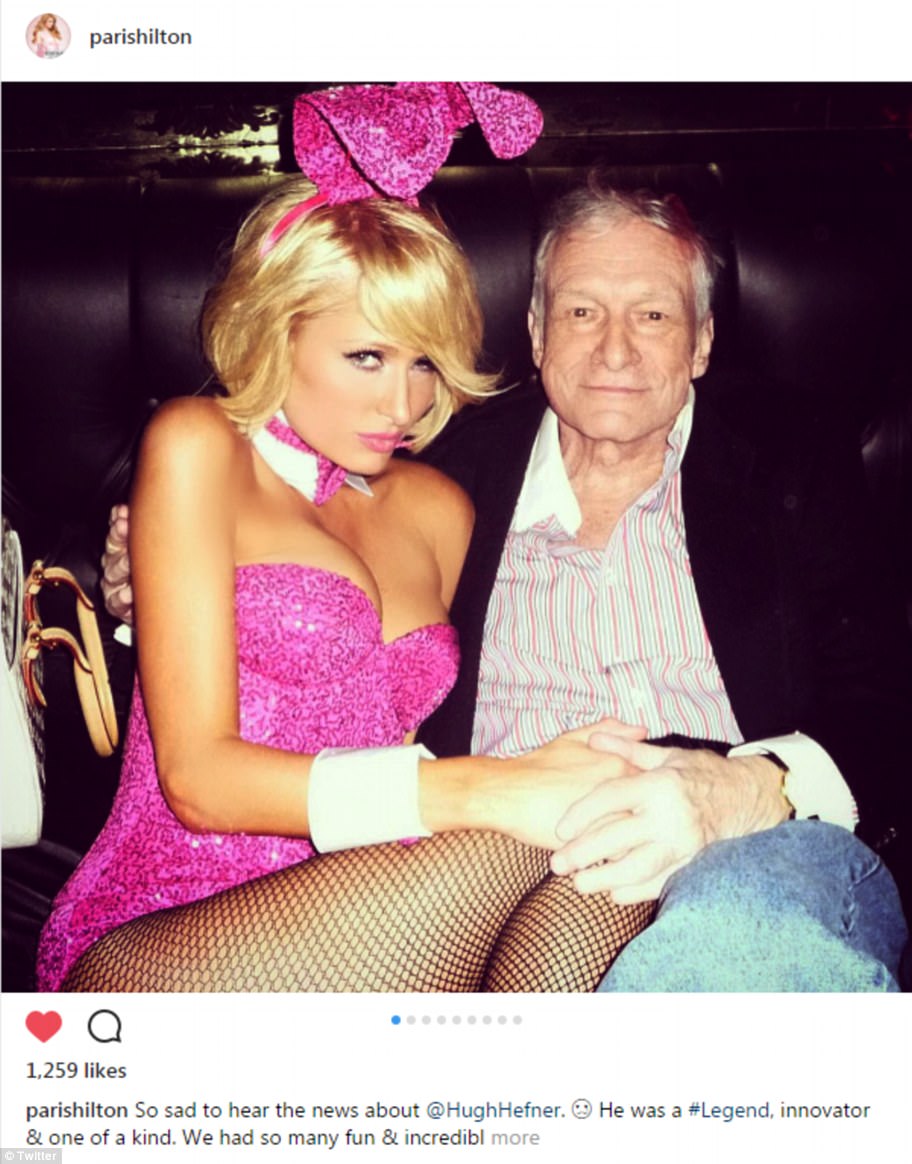 parishilton
1,259 likes
parishilton So sad to hear the news about @HughHefner. 😢 He was a #Legend, innovator
& one of a kind. We had so many fun & incredibl more
© Twitter